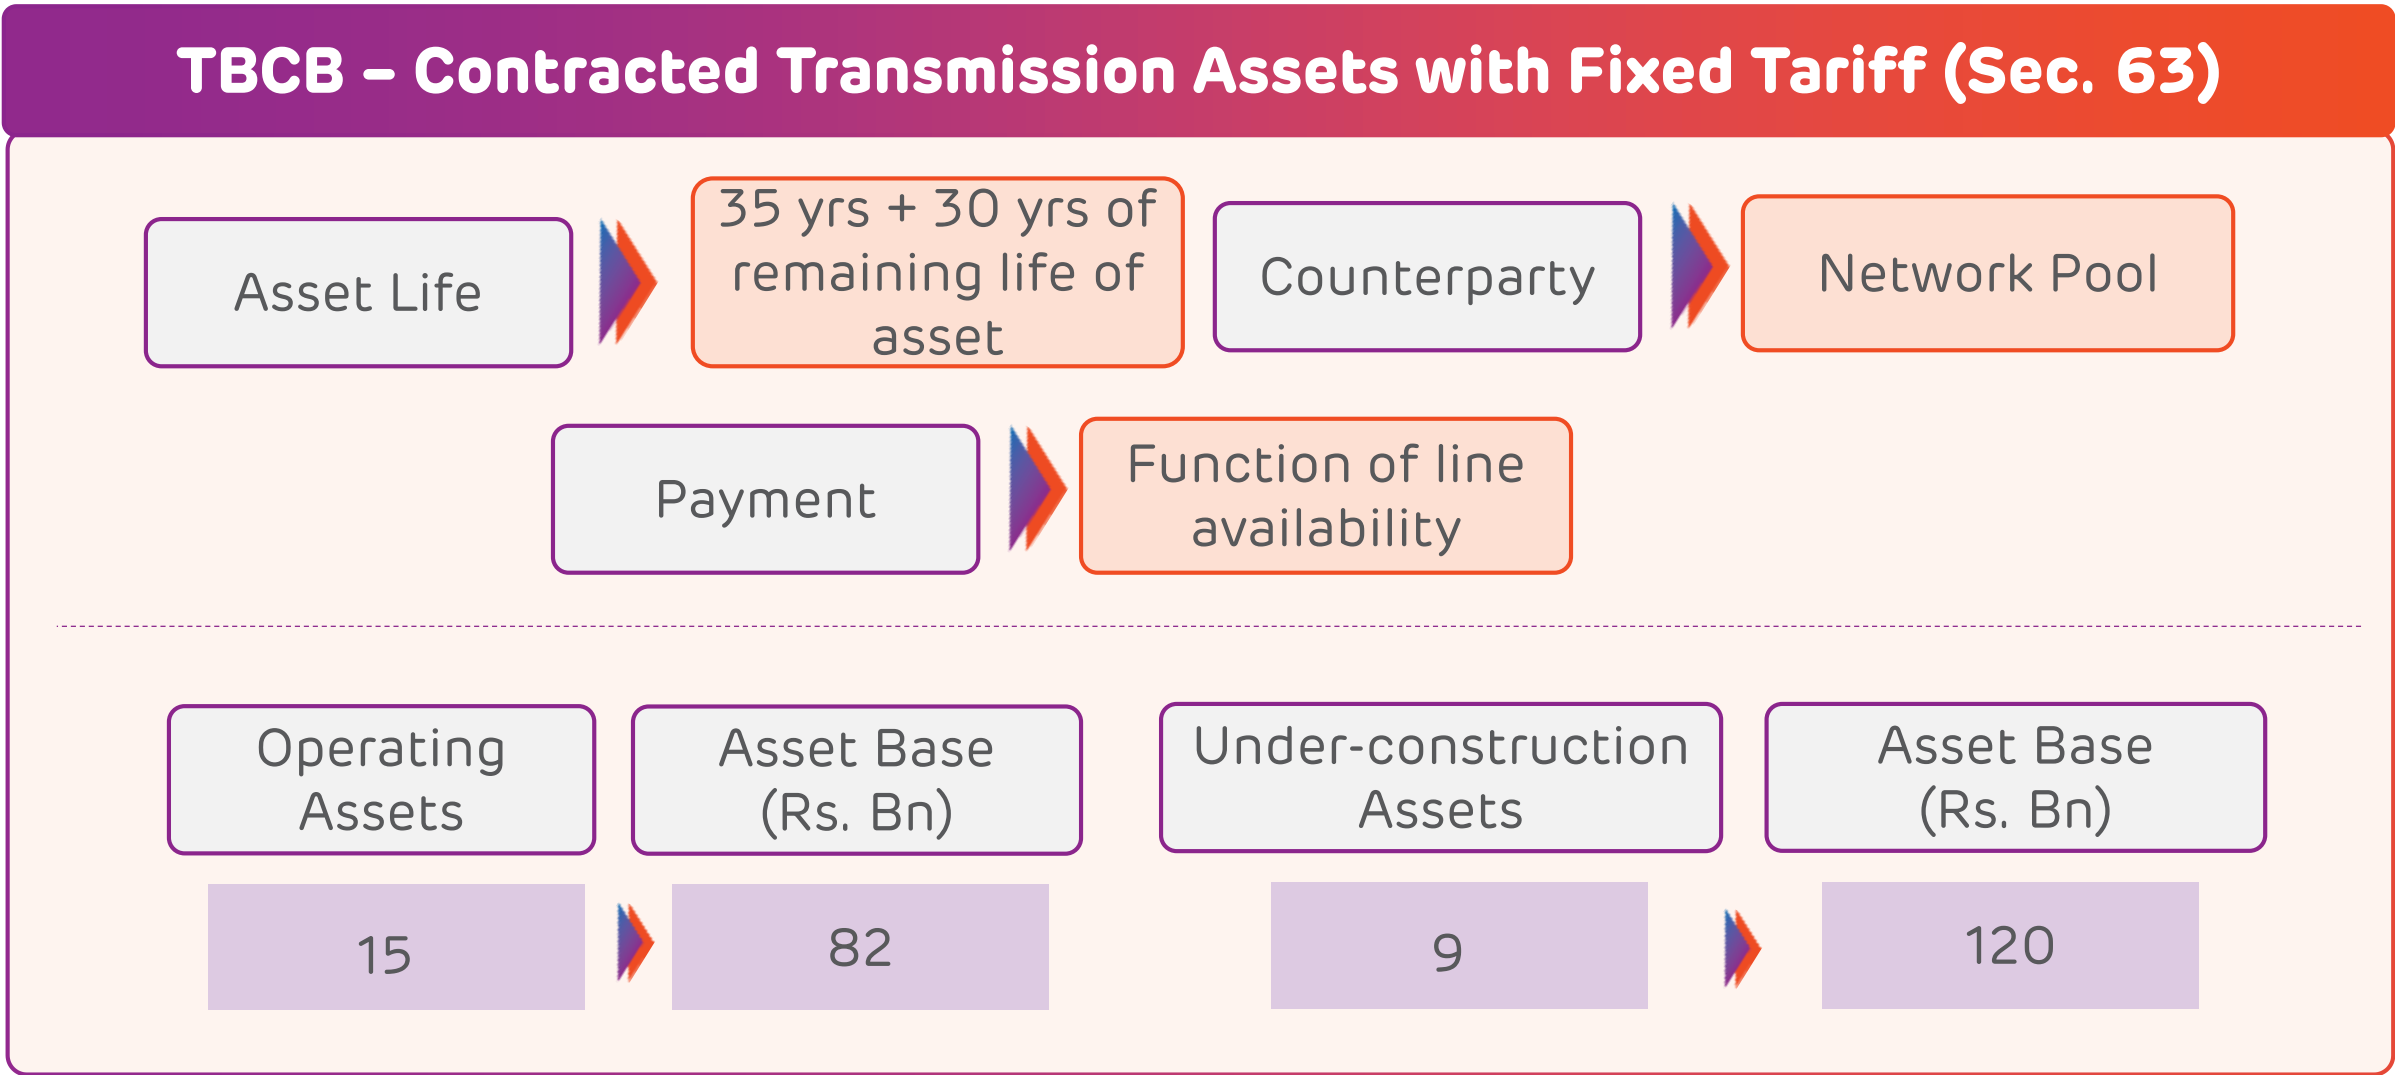 TBCB – Contracted Transmission Assets with Fixed Tariff (Sec. 63)
Asset Life
35 yrs + 30 yrs of
remaining life of
asset
Counterparty
Network Pool
Payment
Function of line
availability
Operating
Assets
Asset Base
(Rs. Bn)
Under-construction
Assets
Asset Base
(Rs. Bn)
15
82
9
120